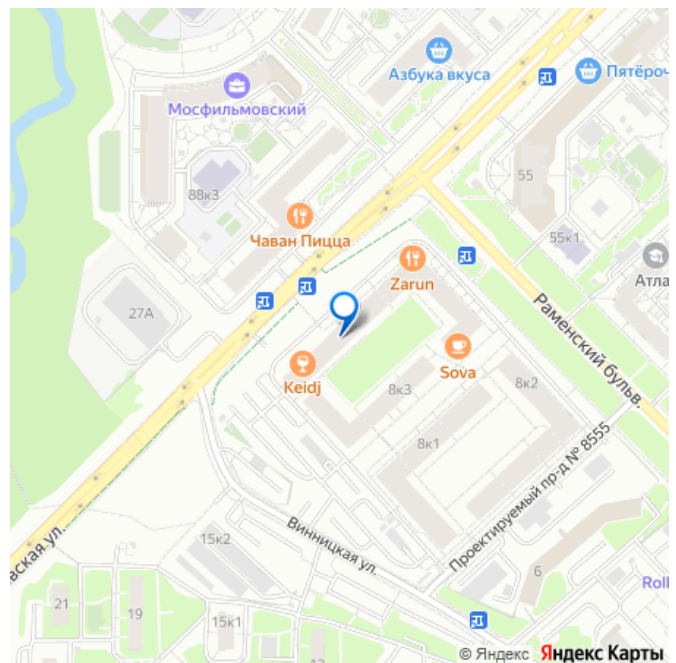 Азбука вкуса
Пятёроч
Мосфильмовский
88к3
55
55к1
Чаван Пицца
Zarun
Атла
27А
Раменский бульв.
Keidj
Sova
8к3
8к2
8к1
Проектируемый пр-д № 8555
вская ул.
15к2
Винницкая ул.
6
Roll
21
19
15к1
13
© Яндекс Яндекс Карты